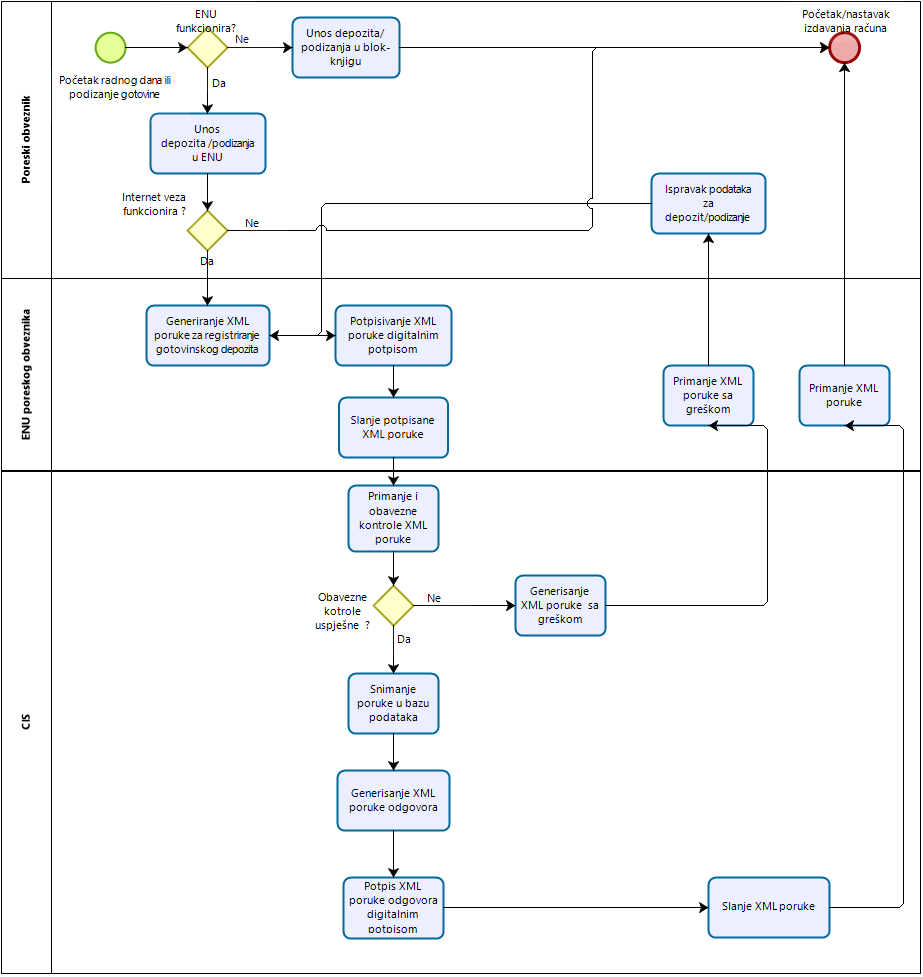 Poreski obveznik
ENU
funkcionira?
Ne
Da
Početak radnog dana ili
podizanje gotovine
Unos depozita/
podizanja u blok-
knjigu
Početak/nastavak
izdavanja računa
Unos
depozita /podizanja
u ENU
Internet veza
funkcionira ?
Ne
Da
Ispravak podataka
za
depozit/podizanje
ENU poreskog obveznika
Generiranje XML
poruke za registriranje
gotovinskog depozita
Potpisivanje XML
poruke digitalnim
potpisom
Slanje potpisane
XML poruke
Primanje XML
poruke sa
greškom
Primanje XML
poruke
CIS
Primanje i
obavezne
kontrole XML
poruke
Obavezne
kotrole
uspješne ?
Ne
Da
Generisanje
XML poruke sa
greškom
Snimanje
poruke u bazu
podataka
Generisanje XML
poruke odgovora
Potpis XML
poruke odgovora
digitalnim
potpisom
Slanje XML poruke